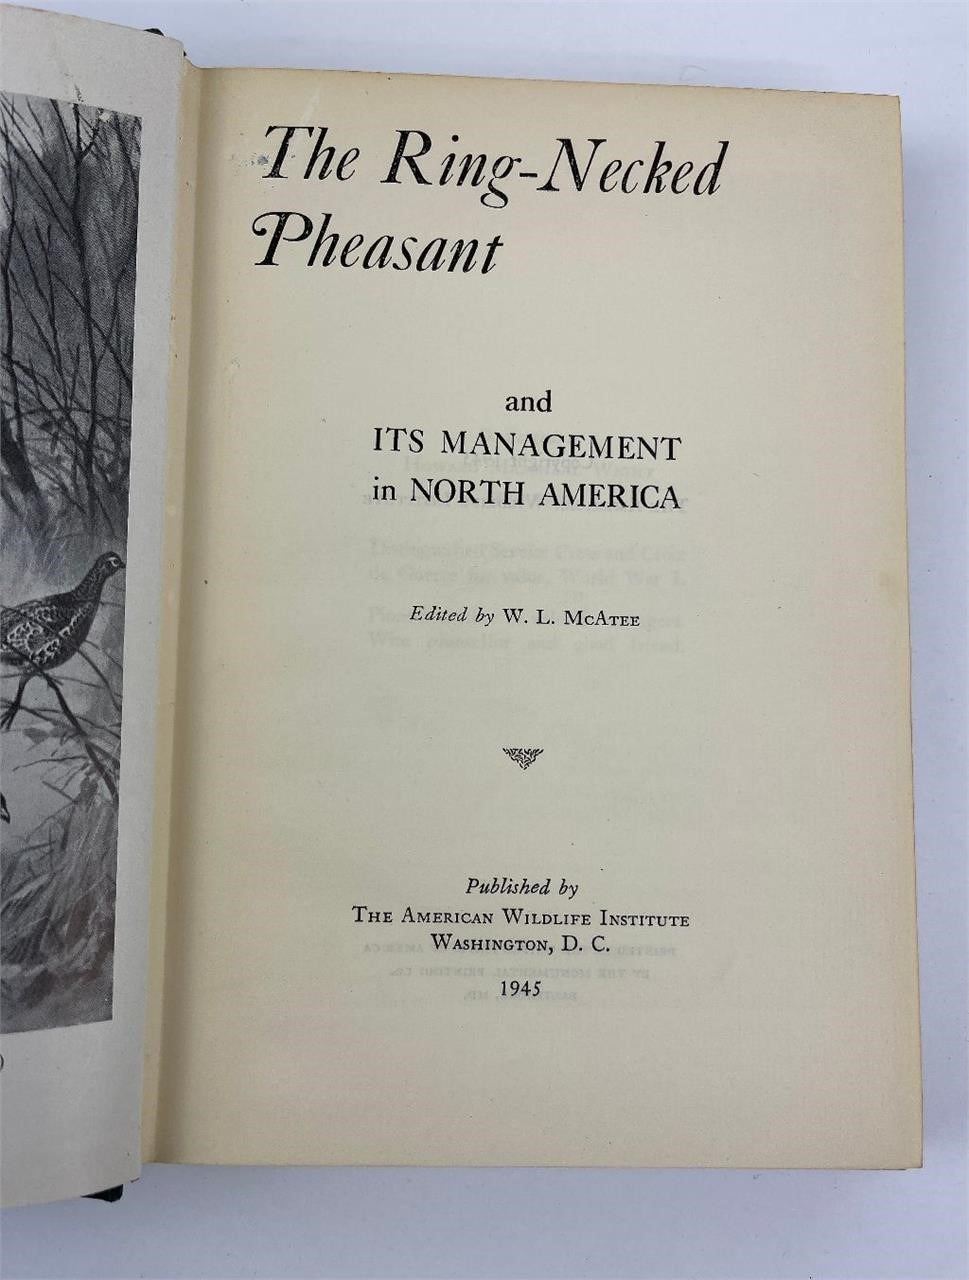 The Ring-Necked
Pheasant
and
ITS MANAGEMENT
in NORTH AMERICA
Edited by W. L. McATEE
Published by
THE AMERICAN WILDLIFE INSTITUTE
WASHINGTON, D. C.
1945